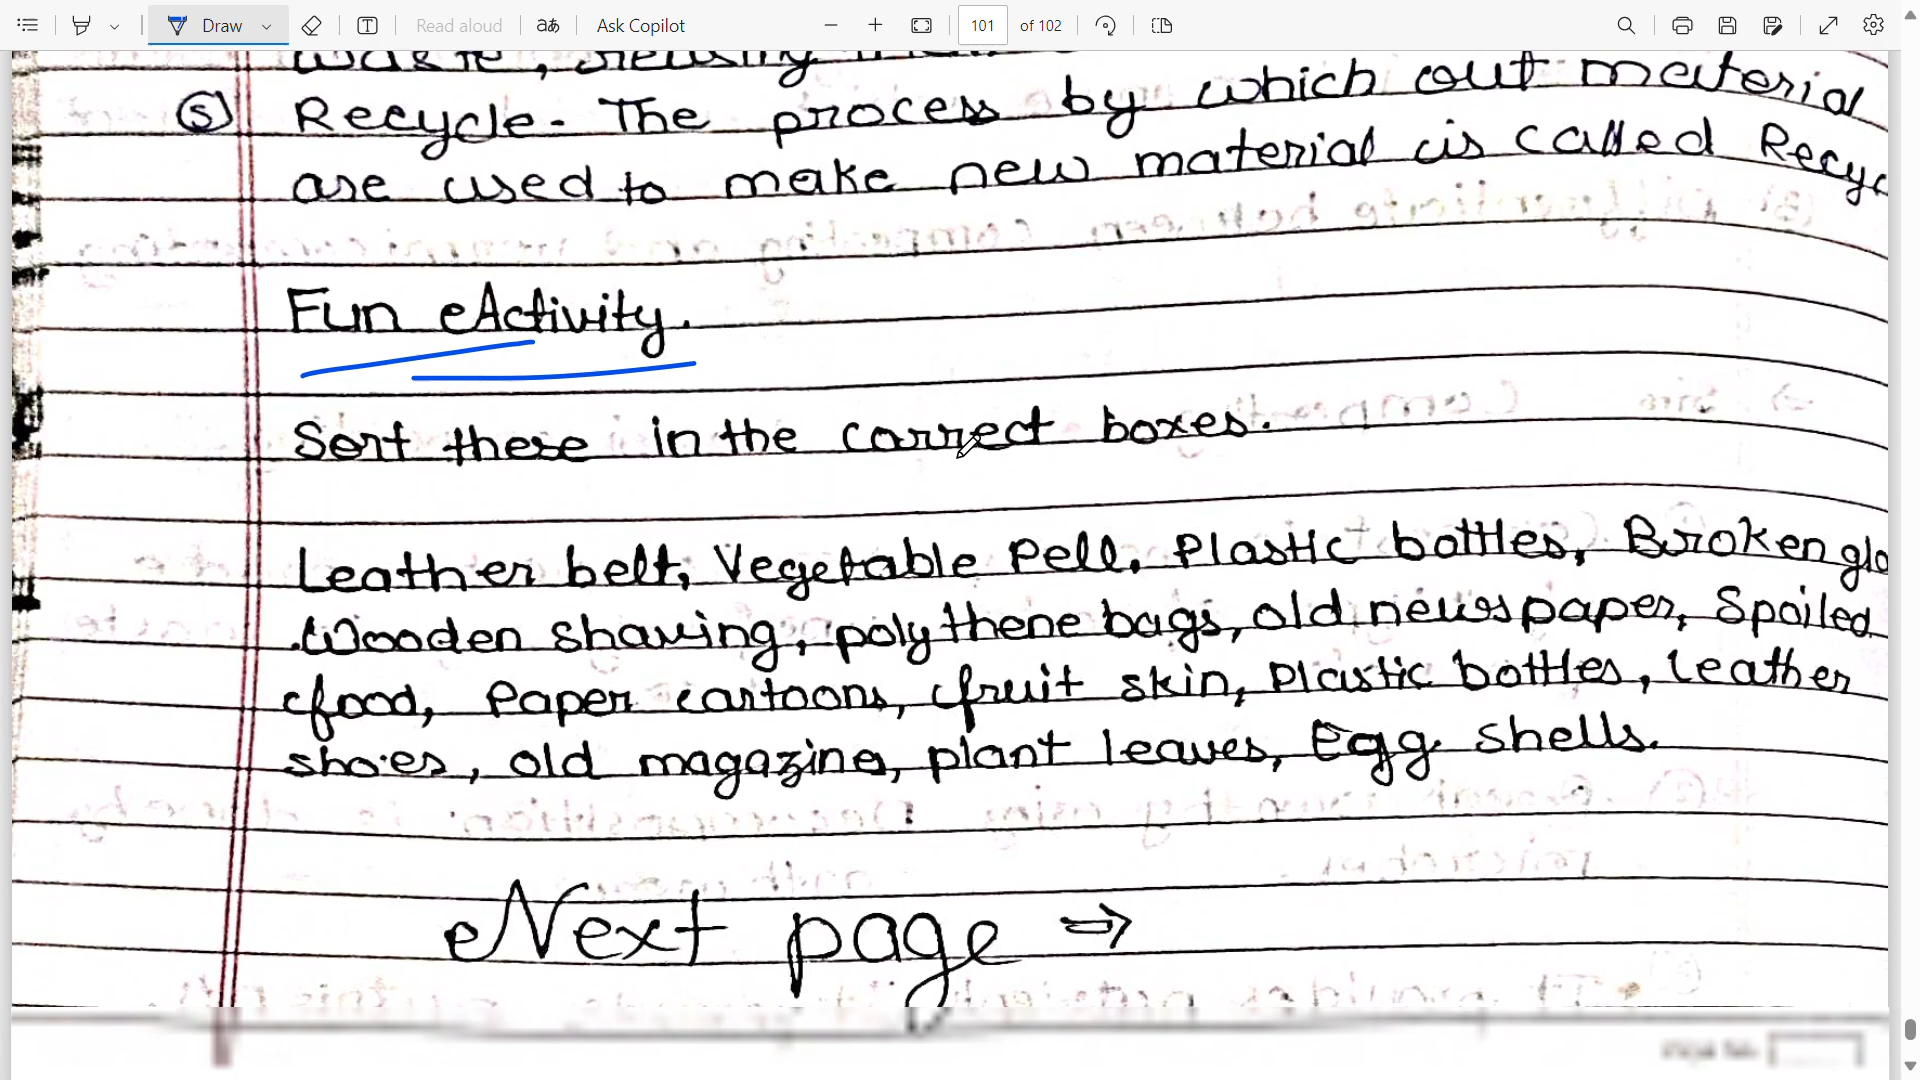 Draw
Read aloud
Ask Copilot
101 of 102
(5) Recycle - The process by which out material
are used to make new material is called
Fun Activity.
Sort these in the correct boxes.
Leather belt, Vegetable Pell, Plastic bottles, Broken
Wooden shaving, polythene bags, old newspaper, Spoiled
food, Paper cartoons, fruit skin, Plastic bottles, leather
shoes, old magazine, plant leaves, Egg shells.
Next page ⇒